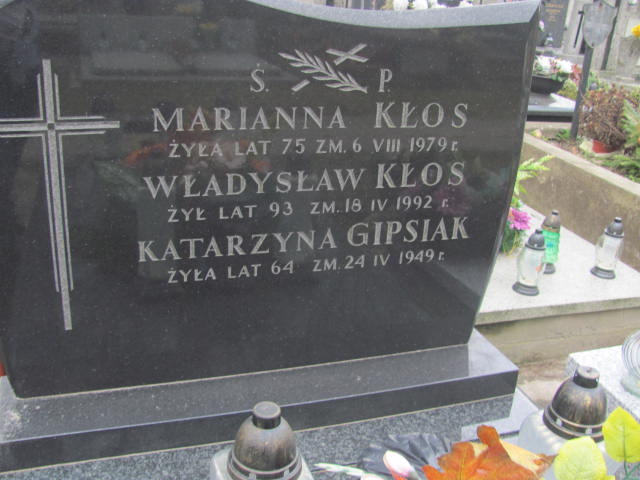 Ś. P.
MARIANNA KŁOS
ŻYŁA LAT 75 ZM. 6 VIII 1979 r.
WŁADYSŁAW KŁOS
ŻYŁ LAT 93 ZM. 18 IV 1992 r.
KATARZYNA GIPSIAK
ŻYŁA LAT 64 ZM. 24 IV 1949 r.